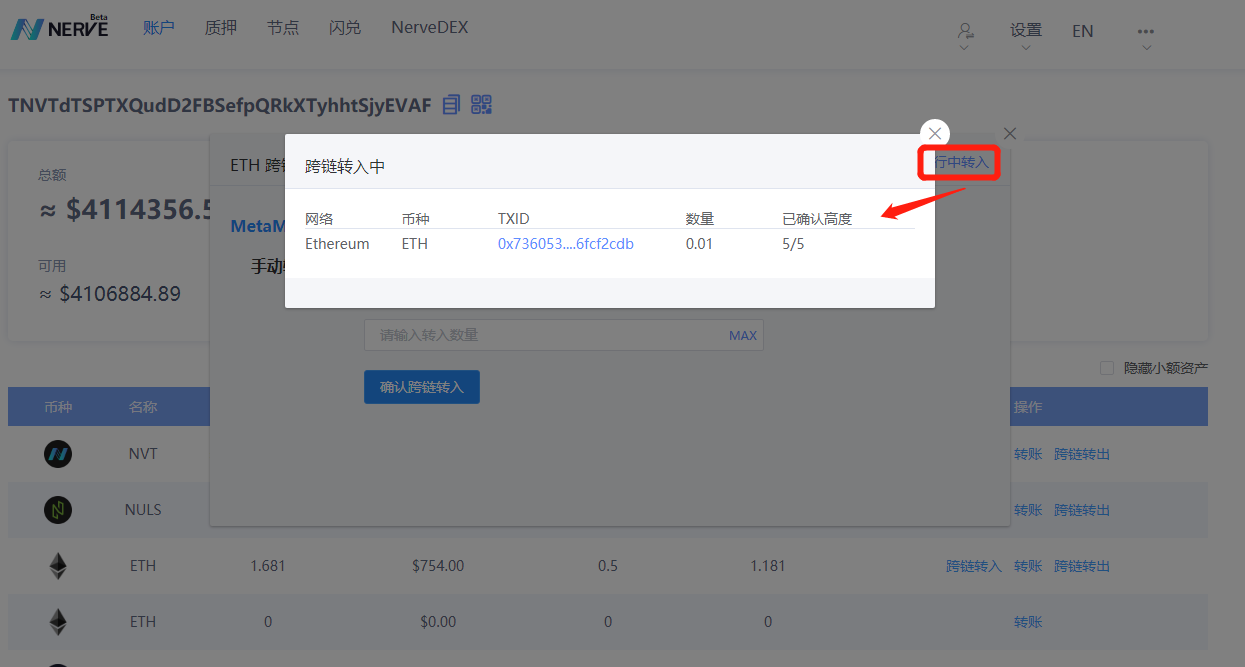 NERVE Beta 账户 质押 节点 闪兑 NerveDEX 设置 EN
TNVTdTSPTXQudD2FBSefpQRkXTyhhtSjyEVAF
ETH 跨 行中转入
跨链转入中
总额
≈ $4114356.5
网络 币种 TXID 数量 已确认高度
MetaM
Ethereum ETH 0x736053....6fcf2cdb 0.01 5/5
可用
手动
≈ $4106884.89
请输入转入数量 MAX
隐藏小额资产
确认跨链转入
币种 名称 操作
NVT 转账 跨链转出
NULS 转账 跨链转出
ETH 1.681 $754.00 0.5 1.181 跨链转入 转账 跨链转出
ETH 0 $0.00 0 0 转账